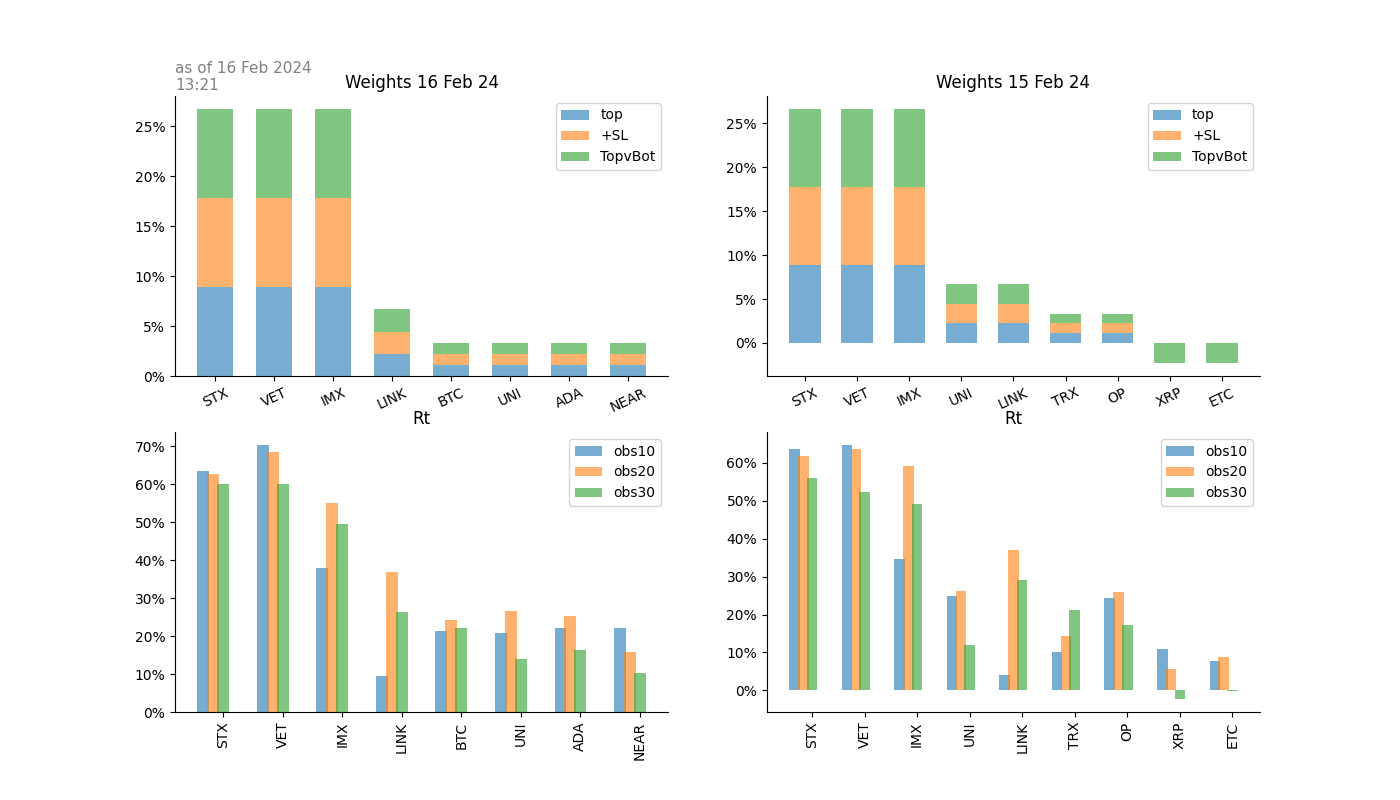 as of 16 Feb 2024
13:21
Weights 16 Feb 24
25%
20%
15%
10%
5%
0%
top
+SL
TopvBot
STX VET IMX LINK BTC UNI ADA NEAR
Weights 15 Feb 24
25%
20%
15%
10%
5%
0%
top
+SL
TopvBot
STX VET IMX UNI LINK TRX OP XRP ETC
Rt
70%
60%
50%
40%
30%
20%
10%
0%
obs10
obs20
obs30
STX VET IMX LINK BTC UNI ADA NEAR
Rt
60%
50%
40%
30%
20%
10%
0%
obs10
obs20
obs30
STX VET IMX UNI LINK TRX OP XRP ETC